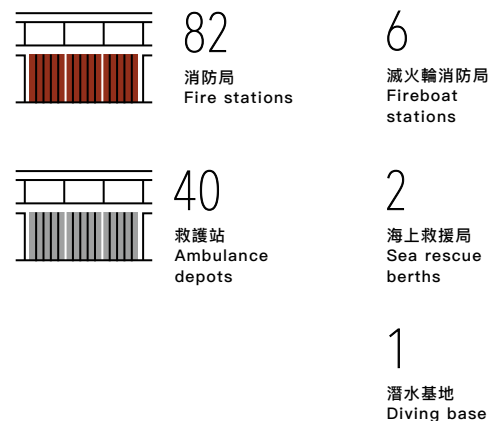 82
消防局
Fire stations
6
滅火輪消防局
Fireboat
stations
40
救護站
Ambulance
depots
2
海上救援局
Sea rescue
berths
1
潛水基地
Diving base